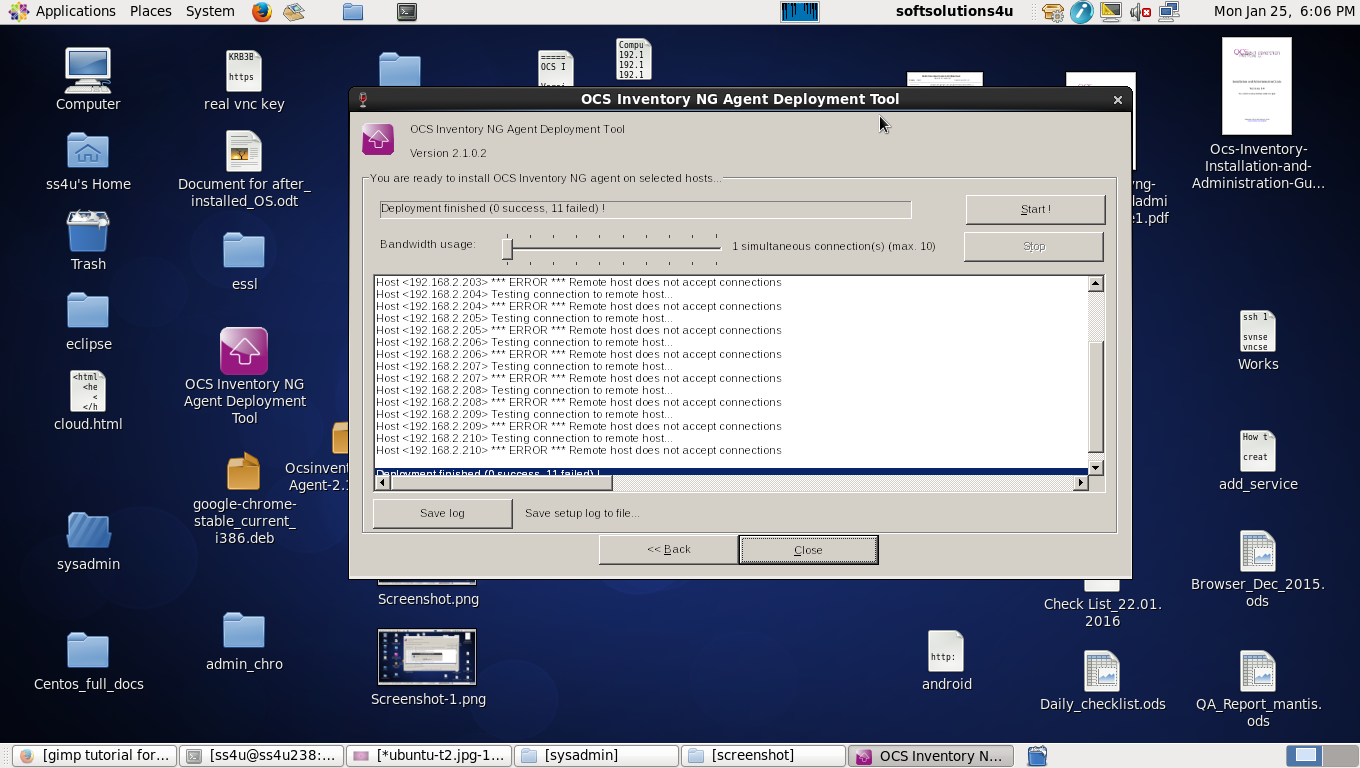 Applications Places System
softsolutions4u
Mon Jan 25, 6:06 PM
Computer
KRB3B
https
real vnc key
=====
OCS I
Compu
192.1
192.1
192.1
ss4u's Home
Document for after_
installed_OS.odt
Trash
essl
eclipse
OCS Inventory NG
Agent Deployment
Tool
<html
<he
<
</h
cloud.html
Ocsinvent
Agent-2.1
google-chrome-
stable_current_
i386.deb
sysadmin
admin_chro
Centos_full_docs
Screenshot.png
Screenshot-1.png
OCS Inventory NG Agent Deployment Tool
OCS Inventory NG Agent Deployment Tool
Version 2.1.0.2
You are ready to install OCS Inventory NG agent on selected hosts...
Deployment finished (0 success, 11 failed) !
Start !
Bandwidth usage:
1 simultaneous connection(s) (max. 10)
Stop
Host <192.168.2.203> *** ERROR *** Remote host does not accept connections
Host <192.168.2.204> Testing connection to remote host...
Host <192.168.2.204> *** ERROR *** Remote host does not accept connections
Host <192.168.2.205> Testing connection to remote host...
Host <192.168.2.205> *** ERROR *** Remote host does not accept connections
Host <192.168.2.206> Testing connection to remote host...
Host <192.168.2.206> *** ERROR *** Remote host does not accept connections
Host <192.168.2.207> Testing connection to remote host...
Host <192.168.2.207> *** ERROR *** Remote host does not accept connections
Host <192.168.2.208> Testing connection to remote host...
Host <192.168.2.208> *** ERROR *** Remote host does not accept connections
Host <192.168.2.209> Testing connection to remote host...
Host <192.168.2.209> *** ERROR *** Remote host does not accept connections
Host <192.168.2.210> Testing connection to remote host...
Host <192.168.2.210> *** ERROR *** Remote host does not accept connections
Deployment finished (0 success, 11 failed) !
Save log
Save setup log to file...
<< Back
Close
Ocs-Inventory-
Installation-and-
Administration-Gu...
ng-
ladmi
e1.pdf
ssh 1
svnse
vncse
Works
How t
creat
add_service
Browser_Dec_2015.
ods
Check List_22.01.
2016
http:
android
Daily_checklist.ods
QA_Report_mantis.
ods
[gimp tutorial for...
[ss4u@ss4u238:...
[*ubuntu-t2.jpg-1...
[sysadmin]
[screenshot]
OCS Inventory N...